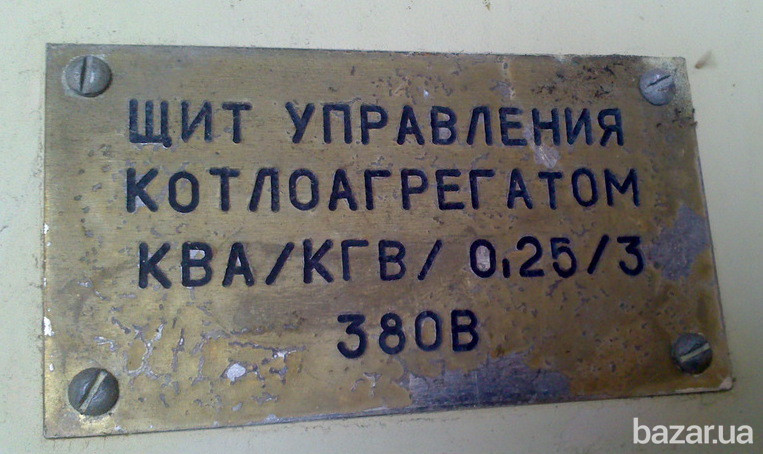 ЩИТ УПРАВЛЕНИЯ
КОТЛОАГРЕГАТОМ
КВА/КГВ/ 0,25/3
380В
bazar.ua